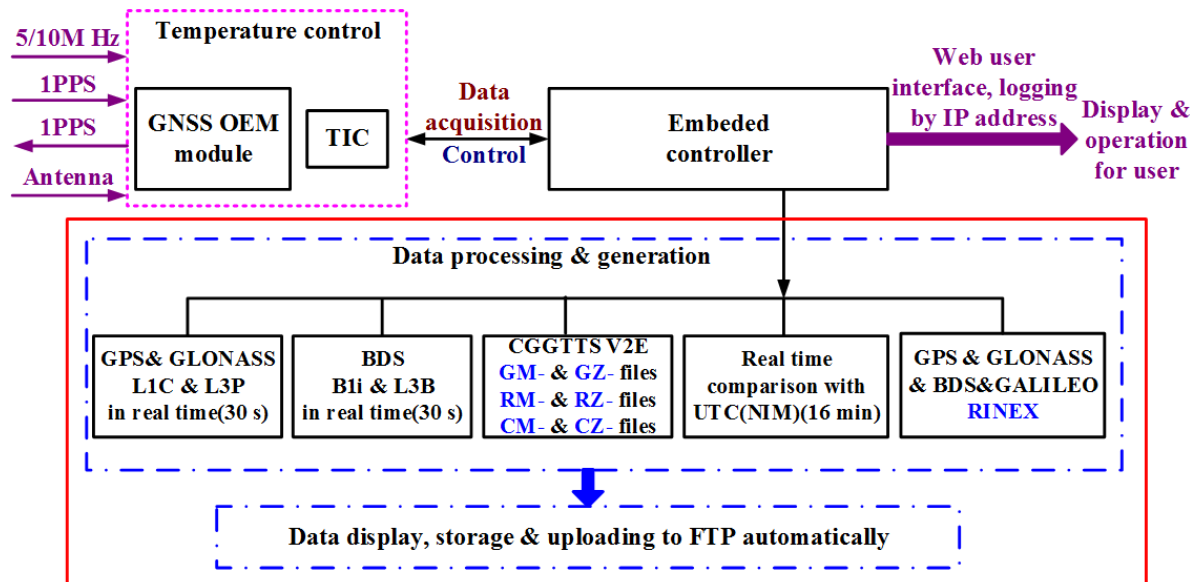 5/10M Hz
1PPS
1PPS
Antenna
Temperature control
GNSS OEM
module
TIC
Data
acquisition
Control
Embeded
controller
Web user
interface, logging
by IP address
Display &
operation
for user
Data processing & generation
GPS& GLONASS
L1C & L3P
in real time(30 s)
BDS
B1i & L3B
in real time(30 s)
CGGTTS V2E
GM- & GZ- files
RM- & RZ- files
CM- & CZ- files
Real time
comparison with
UTC(NIM)(16 min)
GPS & GLONASS
& BDS&GALILEO
RINEX
Data display, storage & uploading to FTP automatically